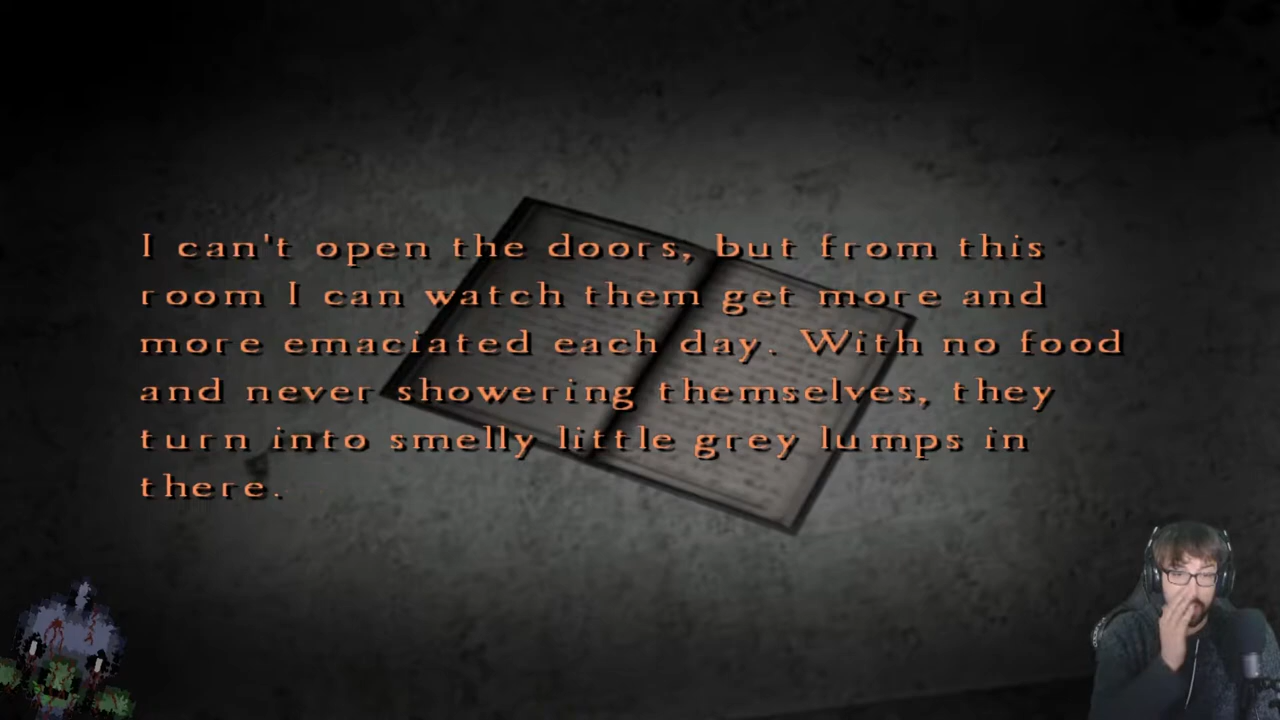 I can't open the doors, but from this
room I can watch them get more and
more emaciated each day. With no food
and never showering themselves, they
turn into smelly little grey lumps in
there.